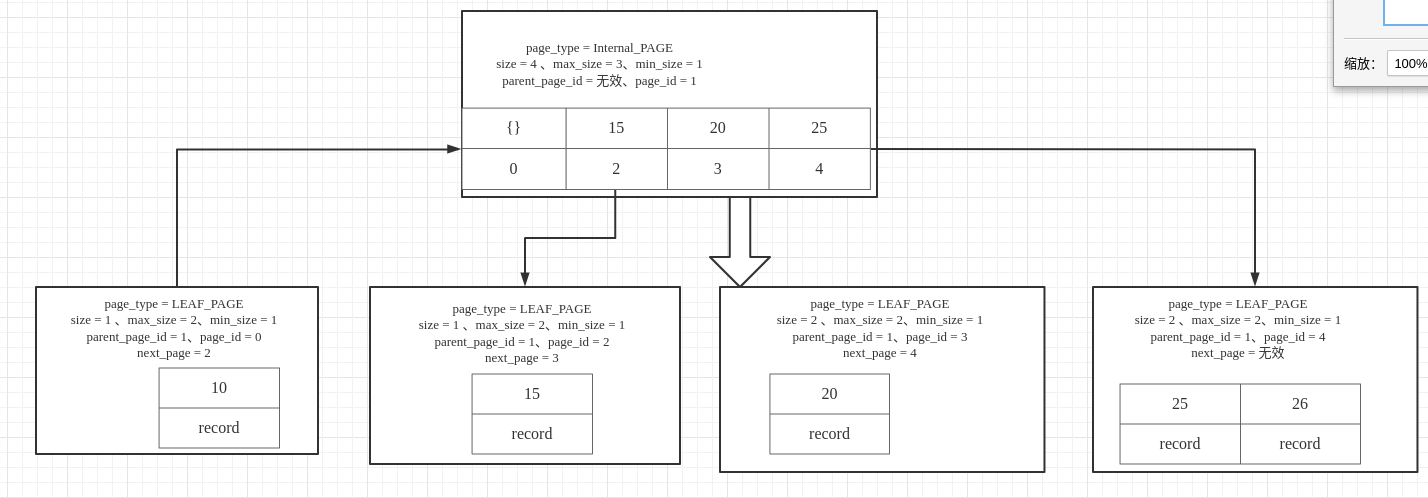 page_type = Internal_PAGE
size = 4 、max_size = 3、min_size = 1
parent_page_id = 无效、page_id = 1
{} 15 20 25
0 2 3 4
缩放: 100%
page_type = LEAF_PAGE
size = 1 、max_size = 2、min_size = 1
parent_page_id = 1、page_id = 0
next_page = 2
10
record
page_type = LEAF_PAGE
size = 1 、max_size = 2、min_size = 1
parent_page_id = 1、page_id = 2
next_page = 3
15
record
page_type = LEAF_PAGE
size = 2 、max_size = 2、min_size = 1
parent_page_id = 1、page_id = 3
next_page = 4
20
record
page_type = LEAF_PAGE
size = 2 、max_size = 2、min_size = 1
parent_page_id = 1、page_id = 4
next_page = 无效
25 26
record record